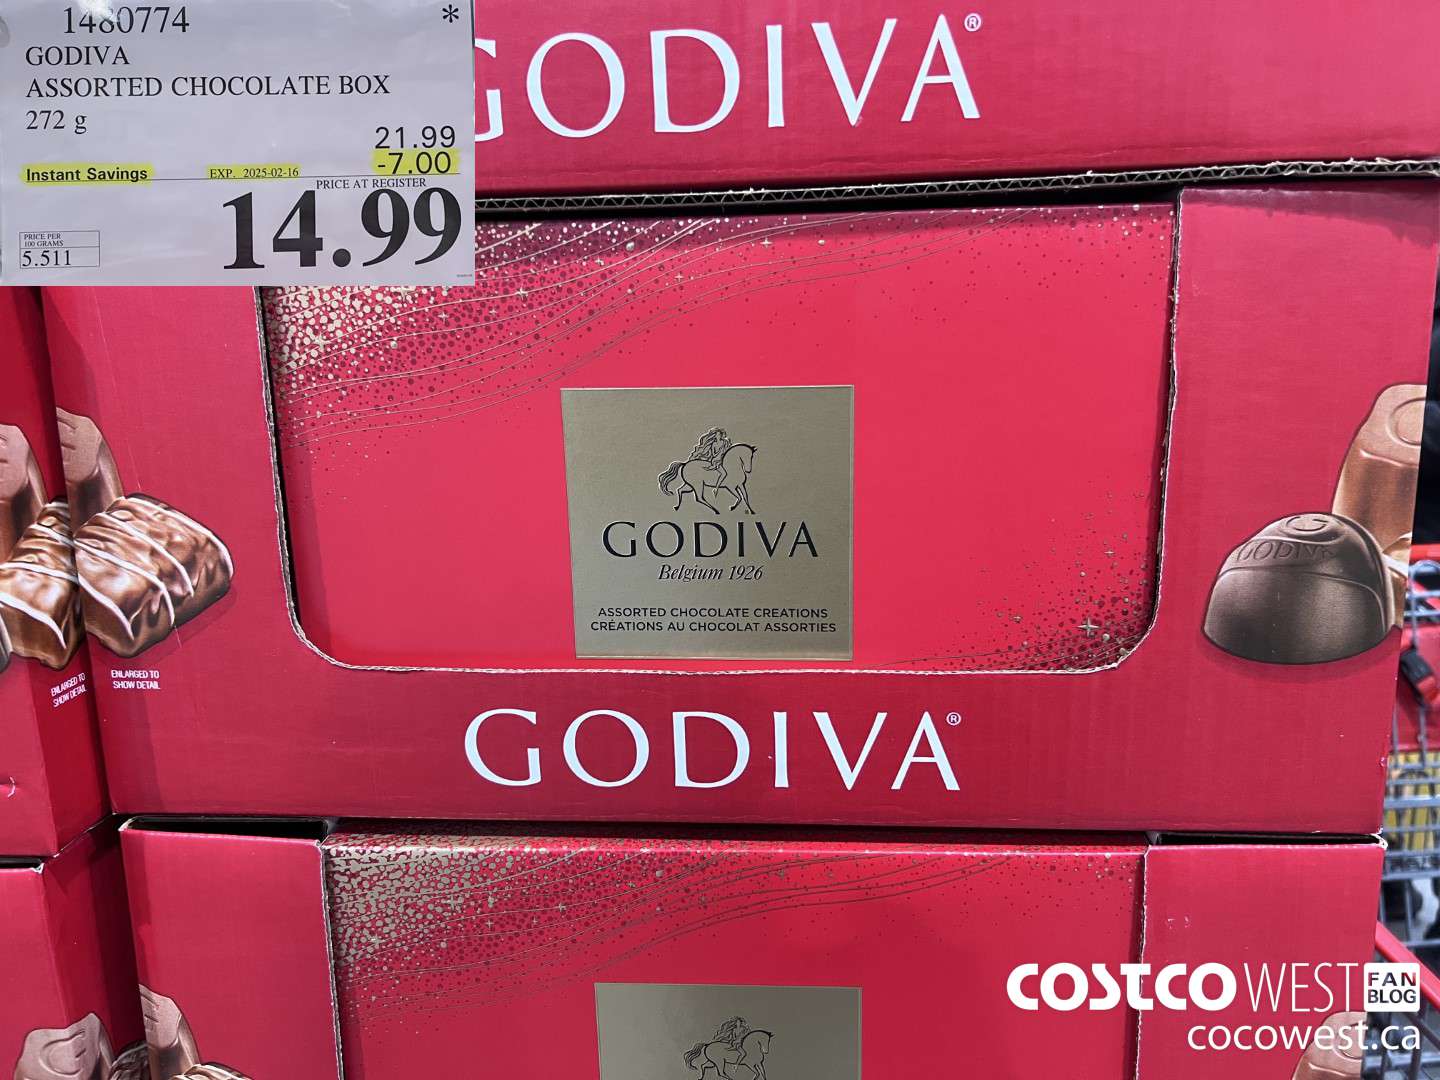 1480774 *
GODIVA
ASSORTED CHOCOLATE BOX
272 g
21.99
Instant Savings EXP. 2025-02-16 -7.00
PRICE AT REGISTER
14.99
PRICE PER
100 GRAMS
5.511
GODIVA®
GODIVA
Belgium 1926
ASSORTED CHOCOLATE CREATIONS
CRÉATIONS AU CHOCOLAT ASSORTIES
G
GODIVA
ENLARGED TO
SHOW DETAIL
ENLARGED TO
SHOW DETAIL
GODIVA®
COSTCO WEST FAN BLOG
cocowest.ca